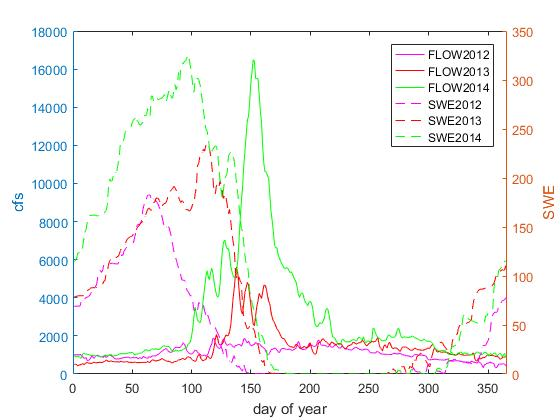 18000
16000
14000
12000
10000
8000
6000
4000
2000
0
cfs
350
300
250
200
150
100
50
0
SWE
FLOW2012
FLOW2013
FLOW2014
SWE2012
SWE2013
SWE2014
0 50 100 150 200 250 300 350
day of year